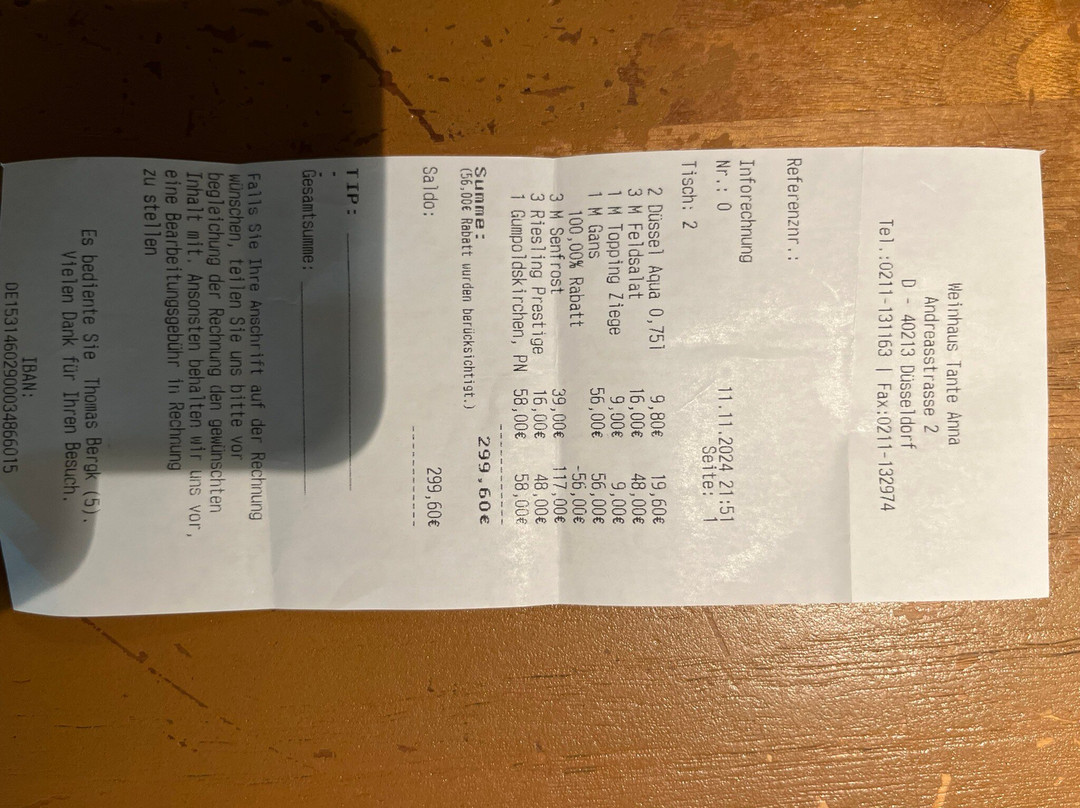 Weinhaus Tante Anna
Andreasstrasse 2
D - 40213 Düsseldorf
Tel.:0211-131163 | Fax:0211-132974
Referenznr.:
Inforechnung
Nr.: 0 11.11.2024 21:51
Seite: 1
Tisch: 2
2 Düssel Aqua 0,75l 9,80€ 19,60€
3 M Feldsalat 16,00€ 48,00€
1 M Topping Ziege 9,00€ 9,00€
1 M Gans 56,00€ 56,00€
100,00% Rabatt -56,00€
3 M Senfrost 39,00€ 117,00€
3 Riesling Prestige 16,00€ 48,00€
1 Gumpoldskirchen, PN 58,00€ 58,00€
Summe: 299,60€
(56,00€ Rabatt wurden berücksichtigt.)
Saldo: 299,60€
TIP:
Gesamtsumme:
Falls Sie Ihre Anschrift auf der Rechnung
wünschen, teilen Sie uns bitte vor
begleichung der Rechnung den gewünschten
Inhalt mit. Ansonsten behalten wir uns vor,
eine Bearbeitungsgebühr in Rechnung
zu stellen
Es bediente Sie Thomas Bergk (5).
Vielen Dank für Ihren Besuch.
IBAN:
DE15314602900034866015